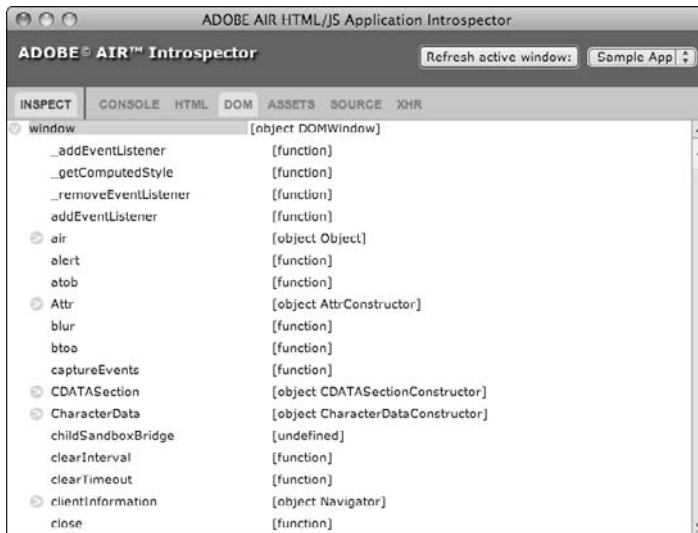 ADOBE AIR HTML/JS Application Introspector
ADOBE© AIR™ Introspector Refresh active window: Sample App
INSPECT CONSOLE HTML DOM ASSETS SOURCE XHR
window [object DOMWindow]
_addEventListener [function]
_getComputedStyle [function]
_removeEventListener [function]
addEventListener [function]
air [object Object]
alert [function]
atob [function]
Attr [object AttrConstructor]
blur [function]
btoa [function]
captureEvents [function]
CDATASection [object CDATASectionConstructor]
CharacterData [object CharacterDataConstructor]
childSandboxBridge [undefined]
clearInterval [function]
clearTimeout [function]
clientInformation [object Navigator]
close [function]